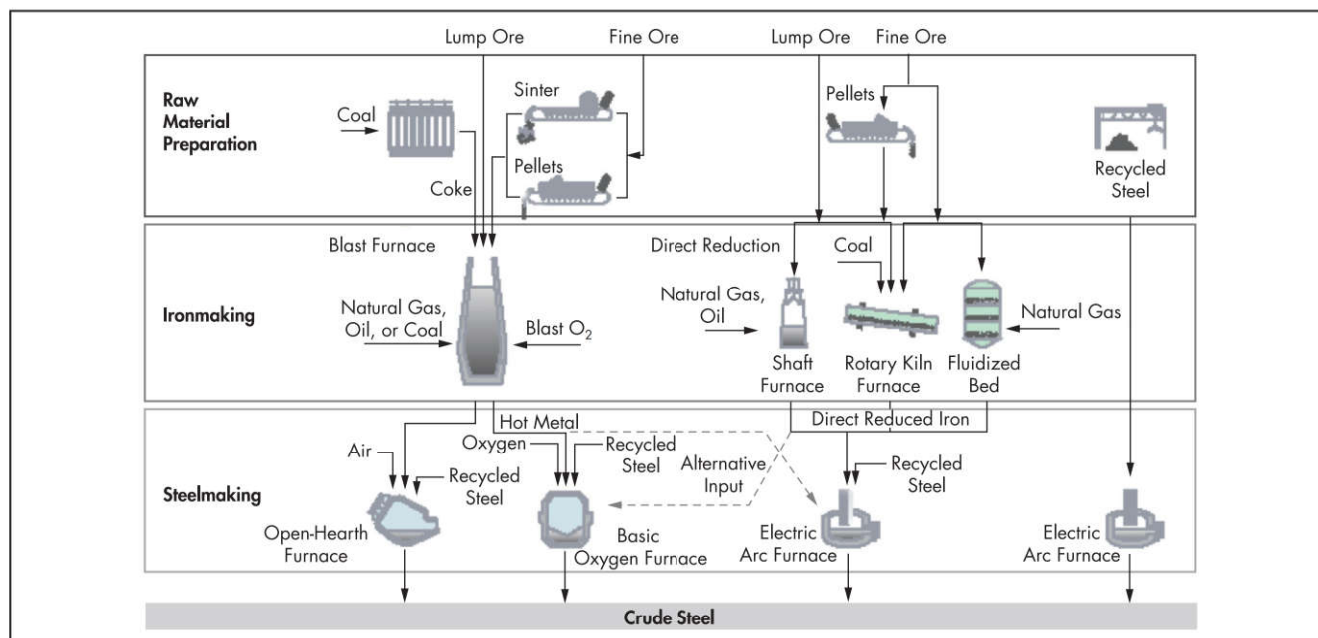 Lump Ore
Fine Ore
Lump Ore
Fine Ore
Raw
Material
Preparation
Coal
Coke
Sinter
Pellets
Pellets
Recycled
Steel
Ironmaking
Blast Furnace
Natural Gas,
Oil, or Coal
Blast O₂
Direct Reduction
Natural Gas,
Oil
Coal
Natural Gas
Shaft
Furnace
Rotary Kiln
Furnace
Fluidized
Bed
Steelmaking
Hot Metal
Direct Reduced Iron
Air
Recycled
Steel
Oxygen
Recycled
Steel
Alternative
Input
Recycled
Steel
Open-Hearth
Furnace
Basic
Oxygen Furnace
Electric
Arc Furnace
Electric
Arc Furnace
Crude Steel